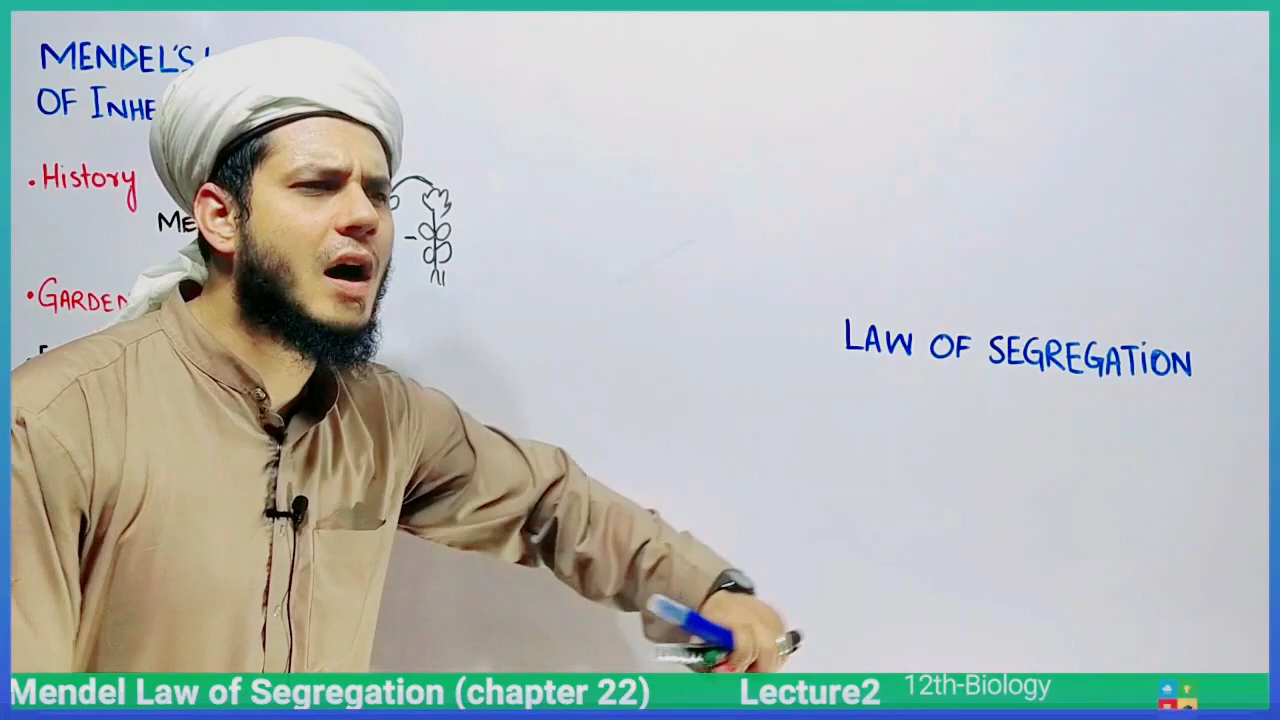 MENDEL'S
OF INHE
• History
ME
• GARDEN
LAW OF SEGREGATION
Mendel Law of Segregation (chapter 22) Lecture2 12th-Biology